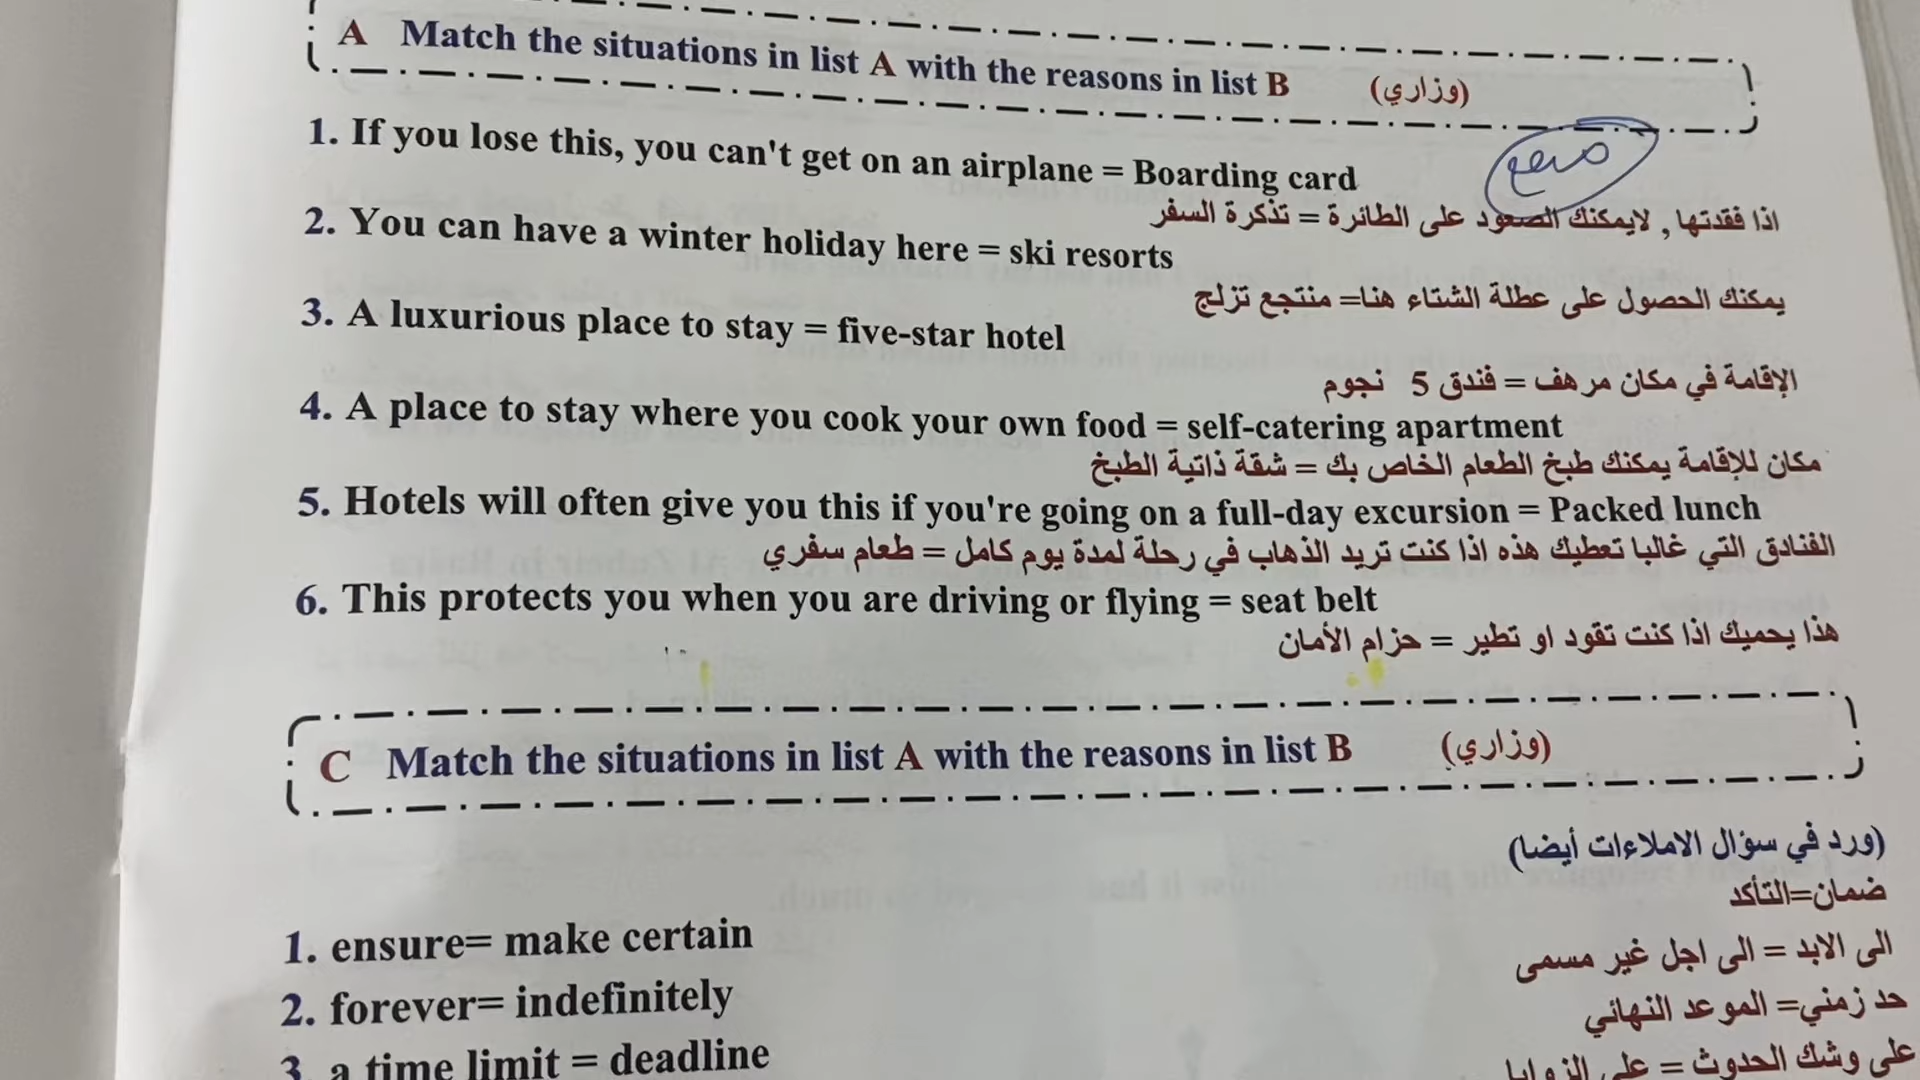 A Match the situations in list A with the reasons in list B (وزاري)
1. If you lose this, you can't get on an airplane = Boarding card
اذا فقدتها, لايمكنك الصعود على الطائرة = تذكرة السفر
2. You can have a winter holiday here = ski resorts
يمكنك الحصول على عطلة الشتاء هنا= منتجع تزلج
3. A luxurious place to stay = five-star hotel
الإقامة في مكان مرهف = فندق 5 نجوم
4. A place to stay where you cook your own food = self-catering apartment
مكان للاقامة يمكنك طبخ الطعام الخاص بك = شقة ذاتية الطبخ
5. Hotels will often give you this if you're going on a full-day excursion = Packed lunch
الفنادق التي غالبا تعطيك هذه اذا كنت تريد الذهاب في رحلة لمدة يوم كامل = طعام سفري
6. This protects you when you are driving or flying = seat belt
هذا يحميك اذا كنت تقود او تطير = حزام الأمان
C Match the situations in list A with the reasons in list B (وزاري)
(ورد في سؤال الاملاءات أيضا)
ضمان=التأكد
1. ensure= make certain
الى الابد = الى اجل غير مسمى
2. forever= indefinitely
حد زمني= الموعد النهائي
3. a time limit = deadline
على وشك الحدوث = على الزوايا